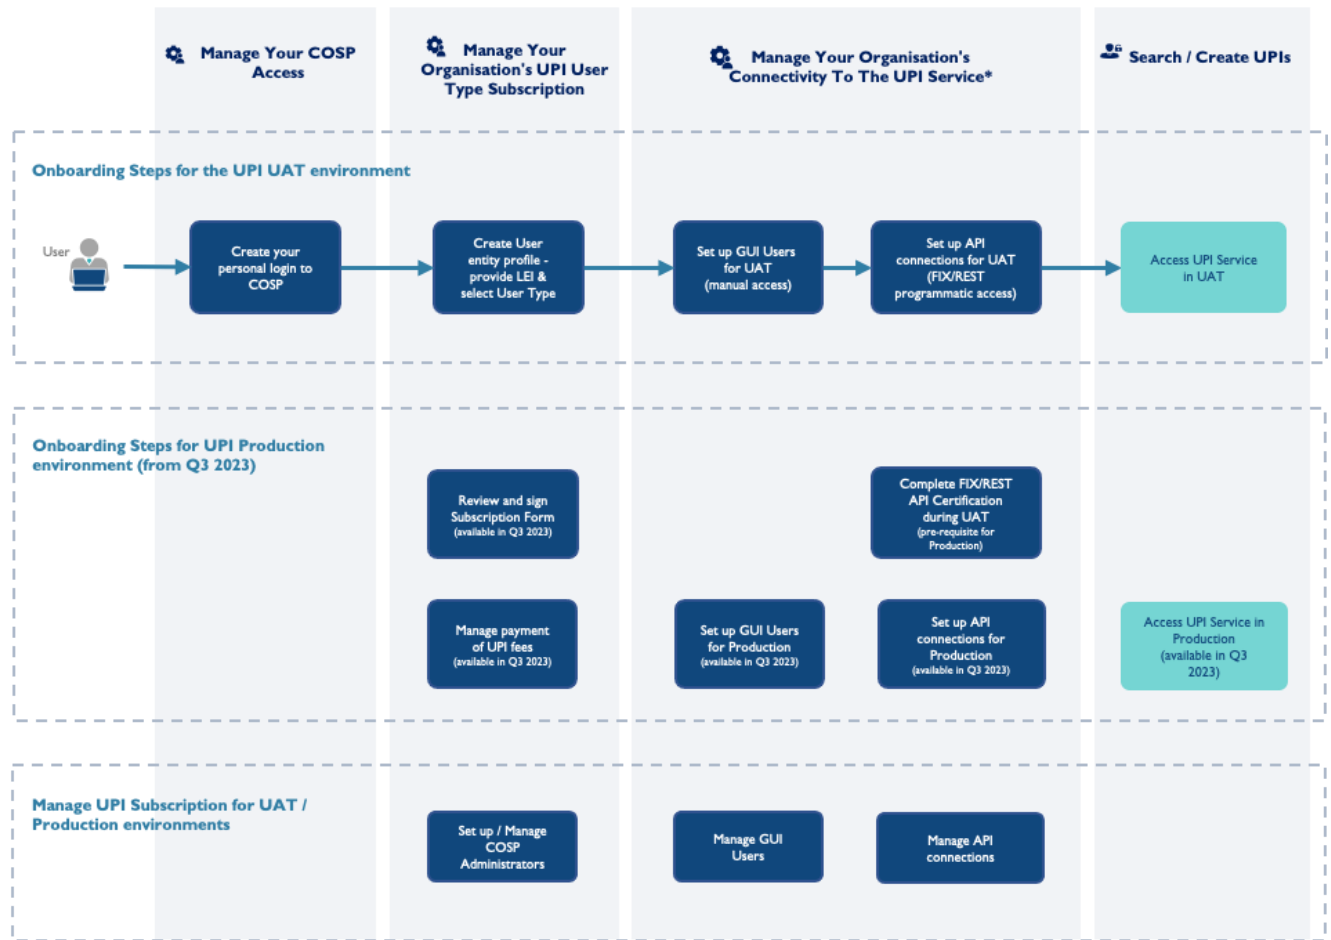 Manage Your COSP
Access
Manage Your
Organisation's UPI User
Type Subscription
Manage Your Organisation's
Connectivity To The UPI Service*
Search / Create UPIs
Onboarding Steps for the UPI UAT environment
User
Create your
personal login to
COSP
Create User
entity profile -
provide LEI &
select User Type
Set up GUI Users
for UAT
(manual access)
Set up API
connections for UAT
(FIX/REST
programmatic access)
Access UPI Service
in UAT
Onboarding Steps for UPI Production
environment (from Q3 2023)
Review and sign
Subscription Form
(available in Q3 2023)
Complete FIX/REST
API Certification
during UAT
(pre-requisite for
Production)
Manage payment
of UPI fees
(available in Q3 2023)
Set up GUI Users
for Production
(available in Q3 2023)
Set up API
connections for
Production
(available in Q3 2023)
Access UPI Service in
Production
(available in Q3
2023)
Manage UPI Subscription for UAT /
Production environments
Set up / Manage
COSP
Administrators
Manage GUI
Users
Manage API
connections